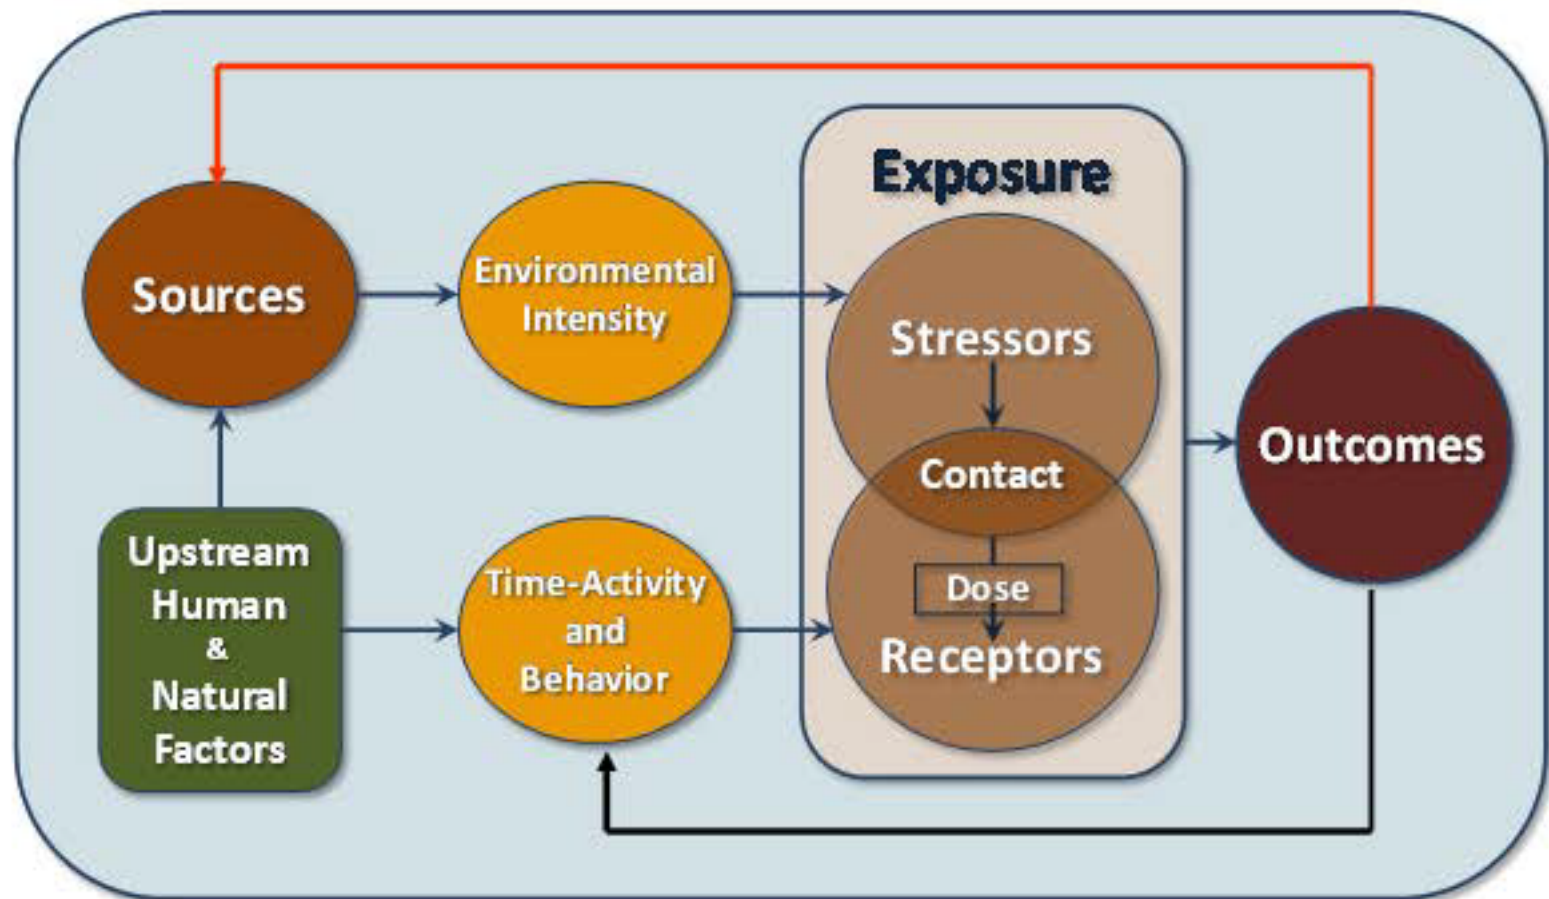 Exposure
Sources
Environmental
Intensity
Stressors
Contact
Outcomes
Upstream
Human
&
Natural
Factors
Time-Activity
and
Behavior
Dose
Receptors